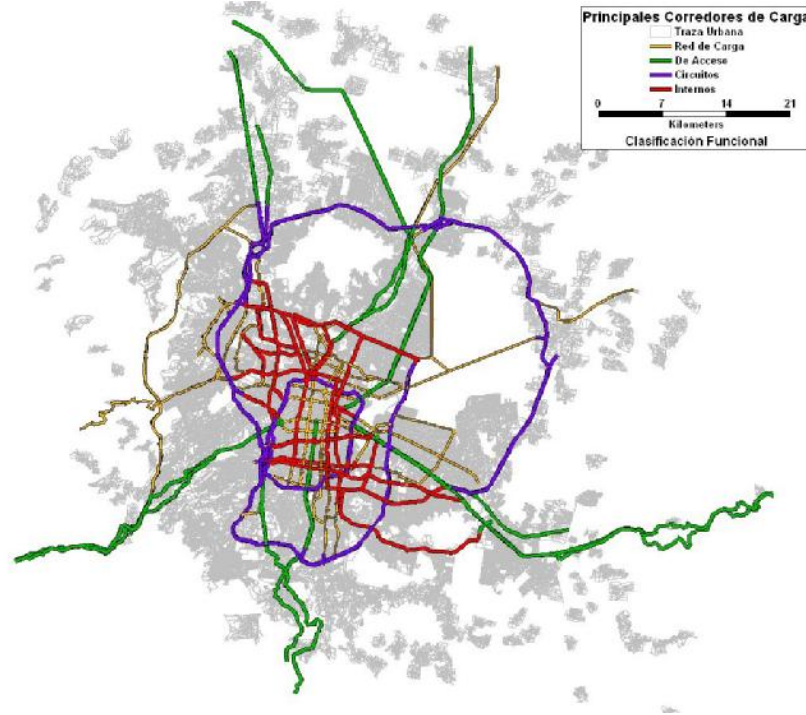 Principales Corredores de Carga
Traza Urbana
Red de Carga
De Acceso
Circuitos
Internos
0 7 14 21
Kilometers
Clasificación Funcional